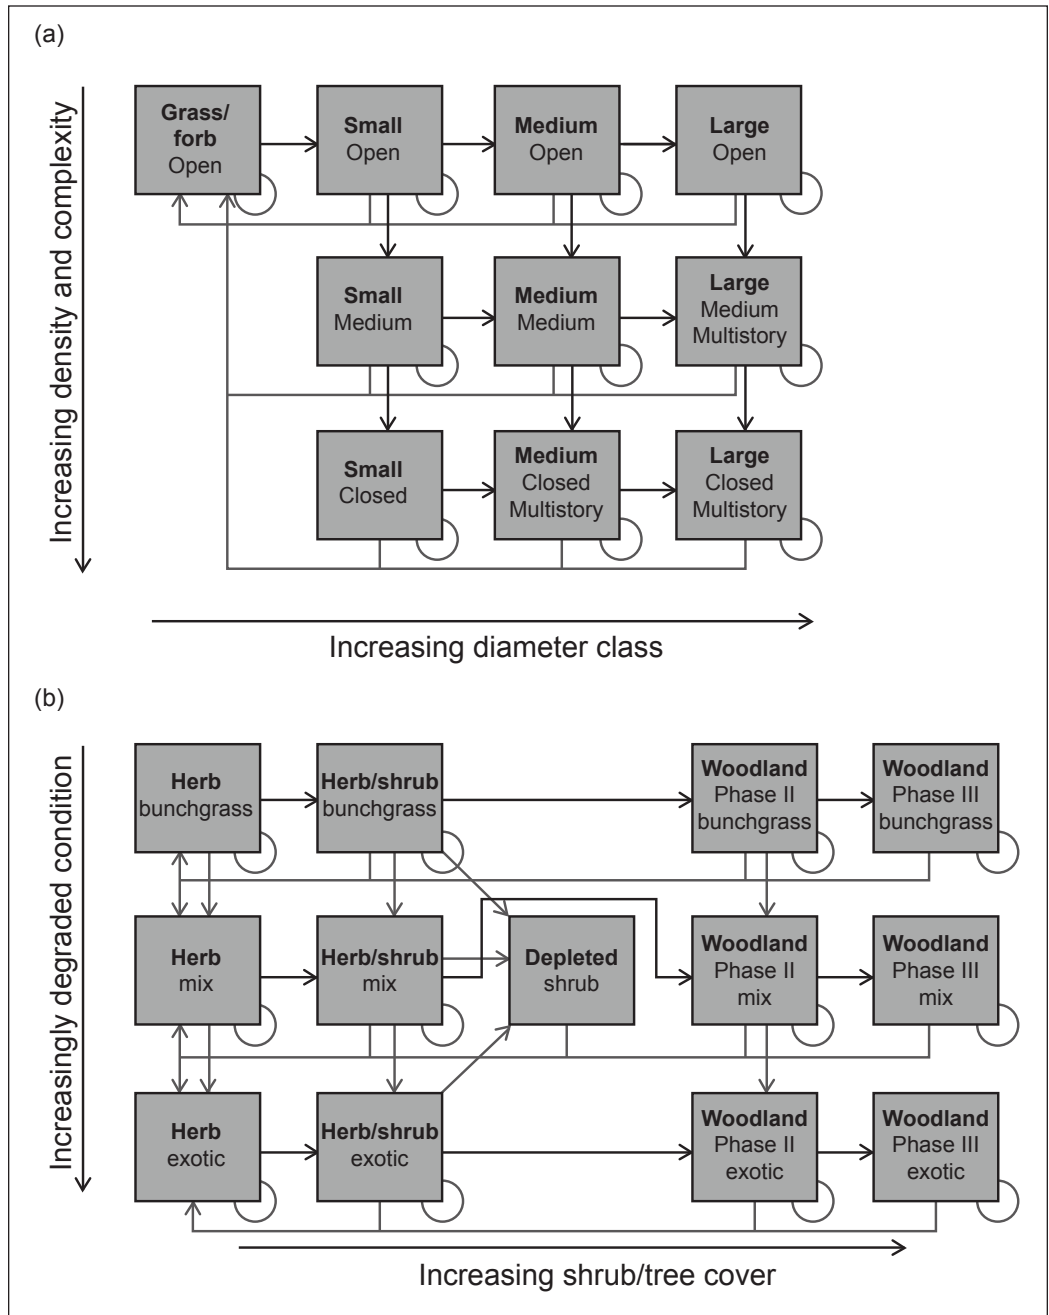 (a)
Increasing density and complexity
Grass/
forb
Open
Small
Open
Medium
Open
Large
Open
Small
Medium
Medium
Medium
Large
Medium
Multistory
Small
Closed
Medium
Closed
Multistory
Large
Closed
Multistory
Increasing diameter class
(b)
Increasingly degraded condition
Herb
bunchgrass
Herb/shrub
bunchgrass
Woodland
Phase II
bunchgrass
Woodland
Phase III
bunchgrass
Herb
mix
Herb/shrub
mix
Depleted
shrub
Woodland
Phase II
mix
Woodland
Phase III
mix
Herb
exotic
Herb/shrub
exotic
Woodland
Phase II
exotic
Woodland
Phase III
exotic
Increasing shrub/tree cover